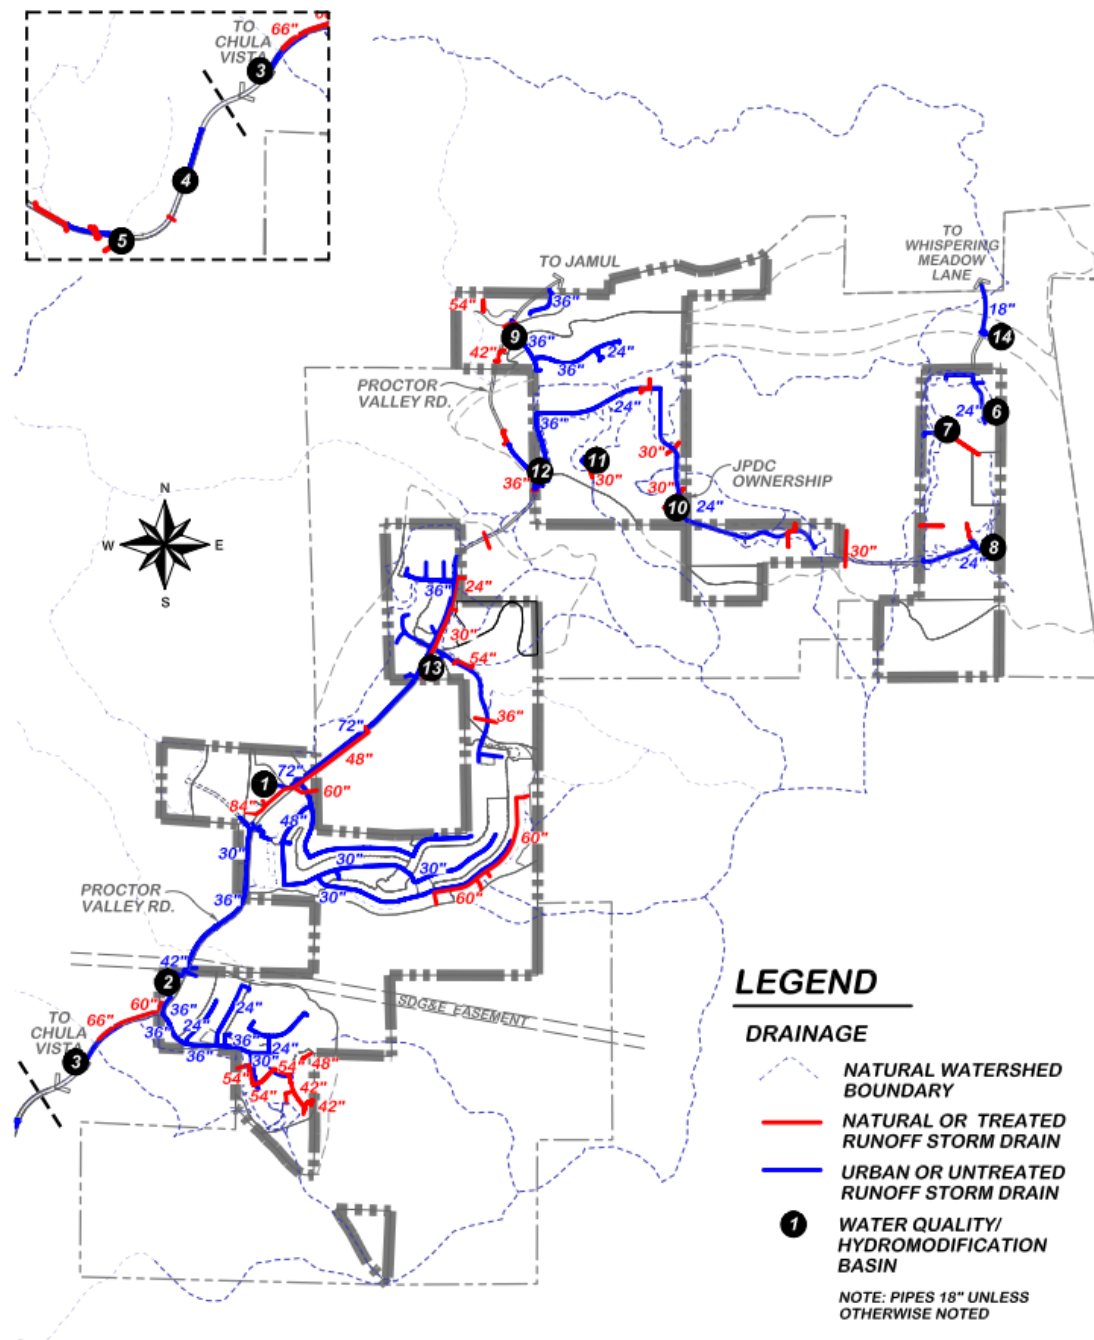 66"
TO
CHULA
VISTA
3
4
5
TO JAMUL
54"
36"
9
36"
42"
36"
24"
PROCTOR
VALLEY RD.
TO
WHISPERING
MEADOW
LANE
18"
14
24"
6
7
24"
36"
30"
12
11
36"
30"
30"
JPDC
OWNERSHIP
10
24"
30"
8
24"
N
W
E
S
36"
24"
30"
54"
13
36"
72"
48"
72"
1
60"
84"
48"
30"
30"
30"
60"
30"
60"
36"
PROCTOR
VALLEY RD.
42"
2
SDG&E EASEMENT
60"
36"
24"
24"
66"
36"
36"
36"
24"
30"
48"
54"
54"
54"
42"
42"
TO
CHULA
VISTA
3
LEGEND
DRAINAGE
NATURAL WATERSHED
BOUNDARY
NATURAL OR TREATED
RUNOFF STORM DRAIN
URBAN OR UNTREATED
RUNOFF STORM DRAIN
1
WATER QUALITY/
HYDROMODIFICATION
BASIN
NOTE: PIPES 18" UNLESS
OTHERWISE NOTED